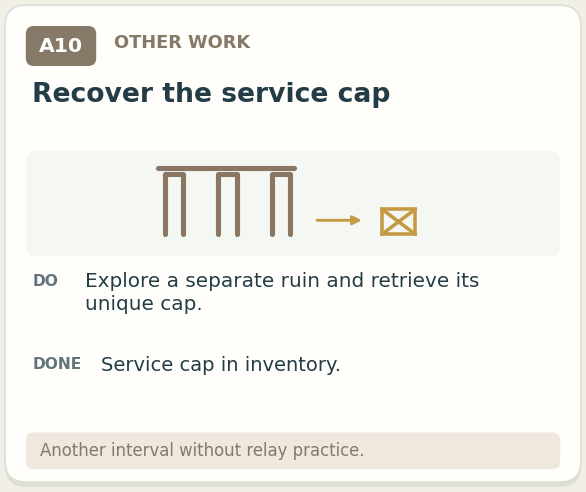 A10 OTHER WORK
Recover the service cap
DO Explore a separate ruin and retrieve its
unique cap.
DONE Service cap in inventory.
Another interval without relay practice.